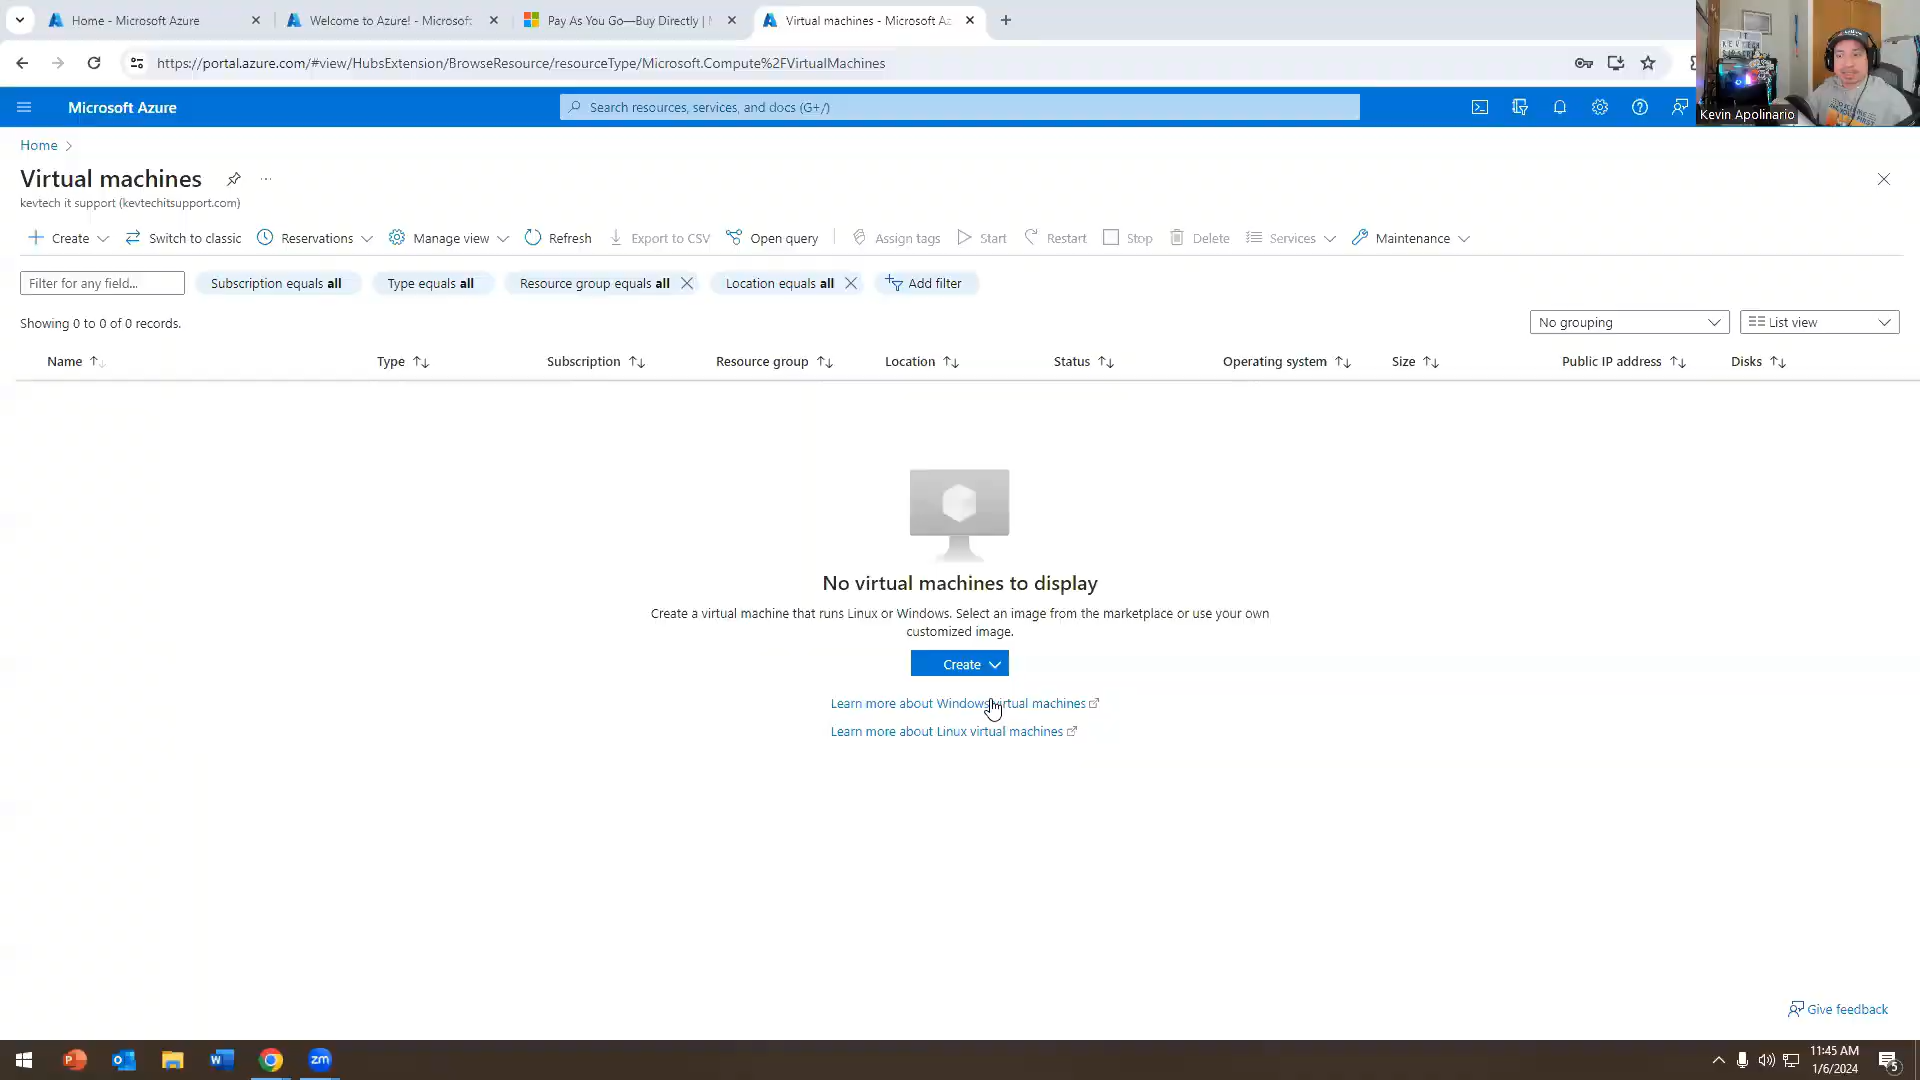 Home - Microsoft Azure
Welcome to Azure! - Microsoft
Pay As You Go—Buy Directly |
Virtual machines - Microsoft Az
https://portal.azure.com/#view/HubsExtension/BrowseResource/resourceType/Microsoft.Compute%2FVirtualMachines
Microsoft Azure
Search resources, services, and docs (G+/)
Kevin Apolinario
Home
Virtual machines
kevtech it support (kevtechitsupport.com)
Create
Switch to classic
Reservations
Manage view
Refresh
Export to CSV
Open query
Assign tags
Start
Restart
Stop
Delete
Services
Maintenance
Filter for any field...
Subscription equals all
Type equals all
Resource group equals all
Location equals all
Add filter
Showing 0 to 0 of 0 records.
No grouping
List view
Name
Type
Subscription
Resource group
Location
Status
Operating system
Size
Public IP address
Disks
No virtual machines to display
Create a virtual machine that runs Linux or Windows. Select an image from the marketplace or use your own
customized image.
Create
Learn more about Windows virtual machines
Learn more about Linux virtual machines
Give feedback
zm
11:45 AM
1/6/2024
5